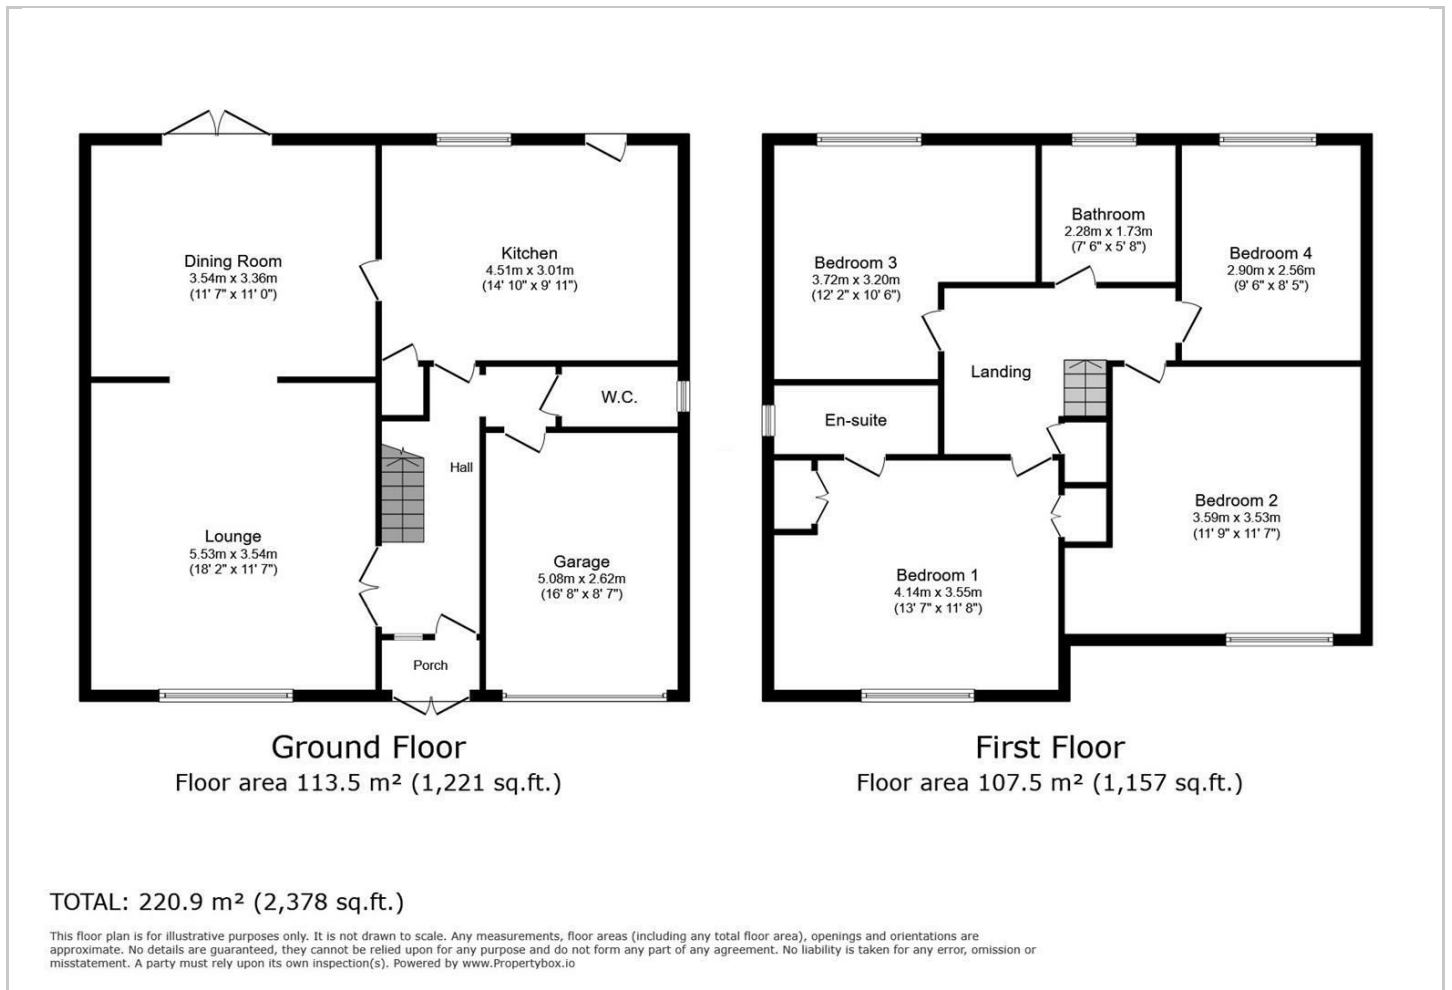 Dining Room
3.54m x 3.36m
(11' 7" x 11' 0")
Kitchen
4.51m x 3.01m
(14' 10" x 9' 11")
W.C.
Hall
Lounge
5.53m x 3.54m
(18' 2" x 11' 7")
Garage
5.08m x 2.62m
(16' 8" x 8' 7")
Porch
Ground Floor
Floor area 113.5 m² (1,221 sq.ft.)
Bedroom 3
3.72m x 3.20m
(12' 2" x 10' 6")
Bathroom
2.28m x 1.73m
(7' 6" x 5' 8")
Bedroom 4
2.90m x 2.56m
(9' 6" x 8' 5")
Landing
En-suite
Bedroom 2
3.59m x 3.53m
(11' 9" x 11' 7")
Bedroom 1
4.14m x 3.55m
(13' 7" x 11' 8")
First Floor
Floor area 107.5 m² (1,157 sq.ft.)
TOTAL: 220.9 m² (2,378 sq.ft.)
This floor plan is for illustrative purposes only. It is not drawn to scale. Any measurements, floor areas (including any total floor area), openings and orientations are
approximate. No details are guaranteed, they cannot be relied upon for any purpose and do not form any part of any agreement. No liability is taken for any error, omission or
misstatement. A party must rely upon its own inspection(s). Powered by www.Propertybox.io